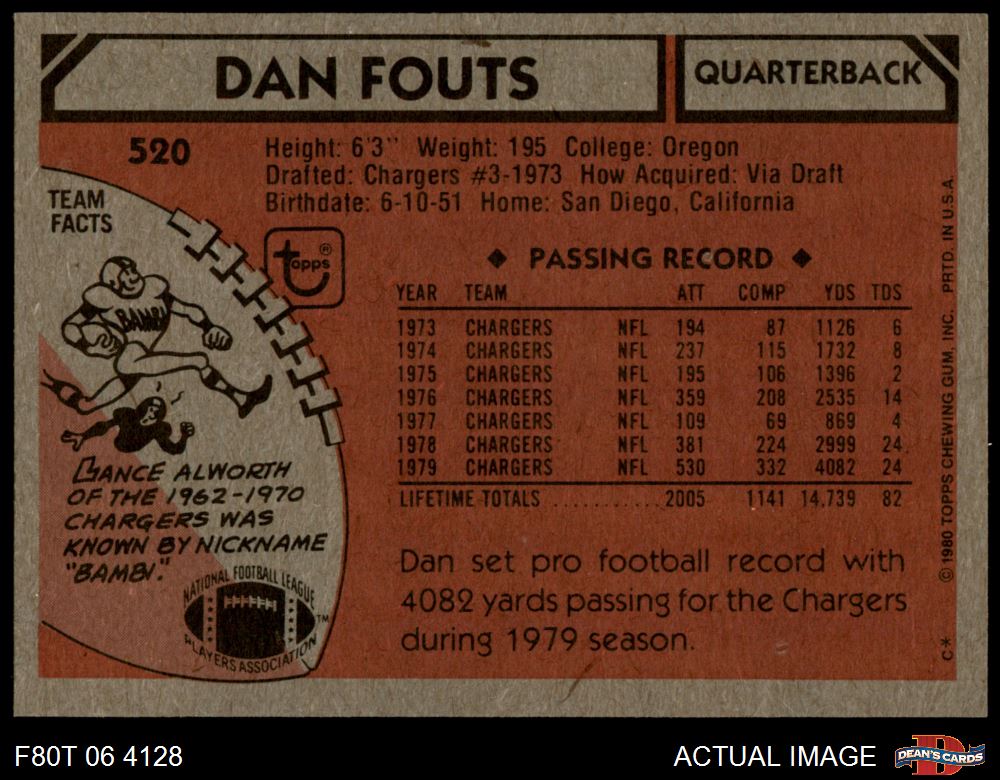 DAN FOUTS
QUARTERBACK
520
Height: 6'3" Weight: 195 College: Oregon
Drafted: Chargers #3-1973 How Acquired: Via Draft
Birthdate: 6-10-51 Home: San Diego, California
TEAM
FACTS
topps®
BAMBI
LANCE ALWORTH
OF THE 1962-1970
CHARGERS WAS
KNOWN BY NICKNAME
"BAMBI."
NATIONAL FOOTBALL LEAGUE
PLAYERS ASSOCIATION
TM
◆ PASSING RECORD ◆
YEAR TEAM ATT COMP YDS TDS
1973 CHARGERS NFL 194 87 1126 6
1974 CHARGERS NFL 237 115 1732 8
1975 CHARGERS NFL 195 106 1396 2
1976 CHARGERS NFL 359 208 2535 14
1977 CHARGERS NFL 109 69 869 4
1978 CHARGERS NFL 381 224 2999 24
1979 CHARGERS NFL 530 332 4082 24
LIFETIME TOTALS .......... 2005 1141 14,739 82
Dan set pro football record with
4082 yards passing for the Chargers
during 1979 season.
© 1980 TOPPS CHEWING GUM, INC. PRTD. IN U.S.A.
C*
F80T 06 4128
ACTUAL IMAGE
D
DEAN'S CARDS